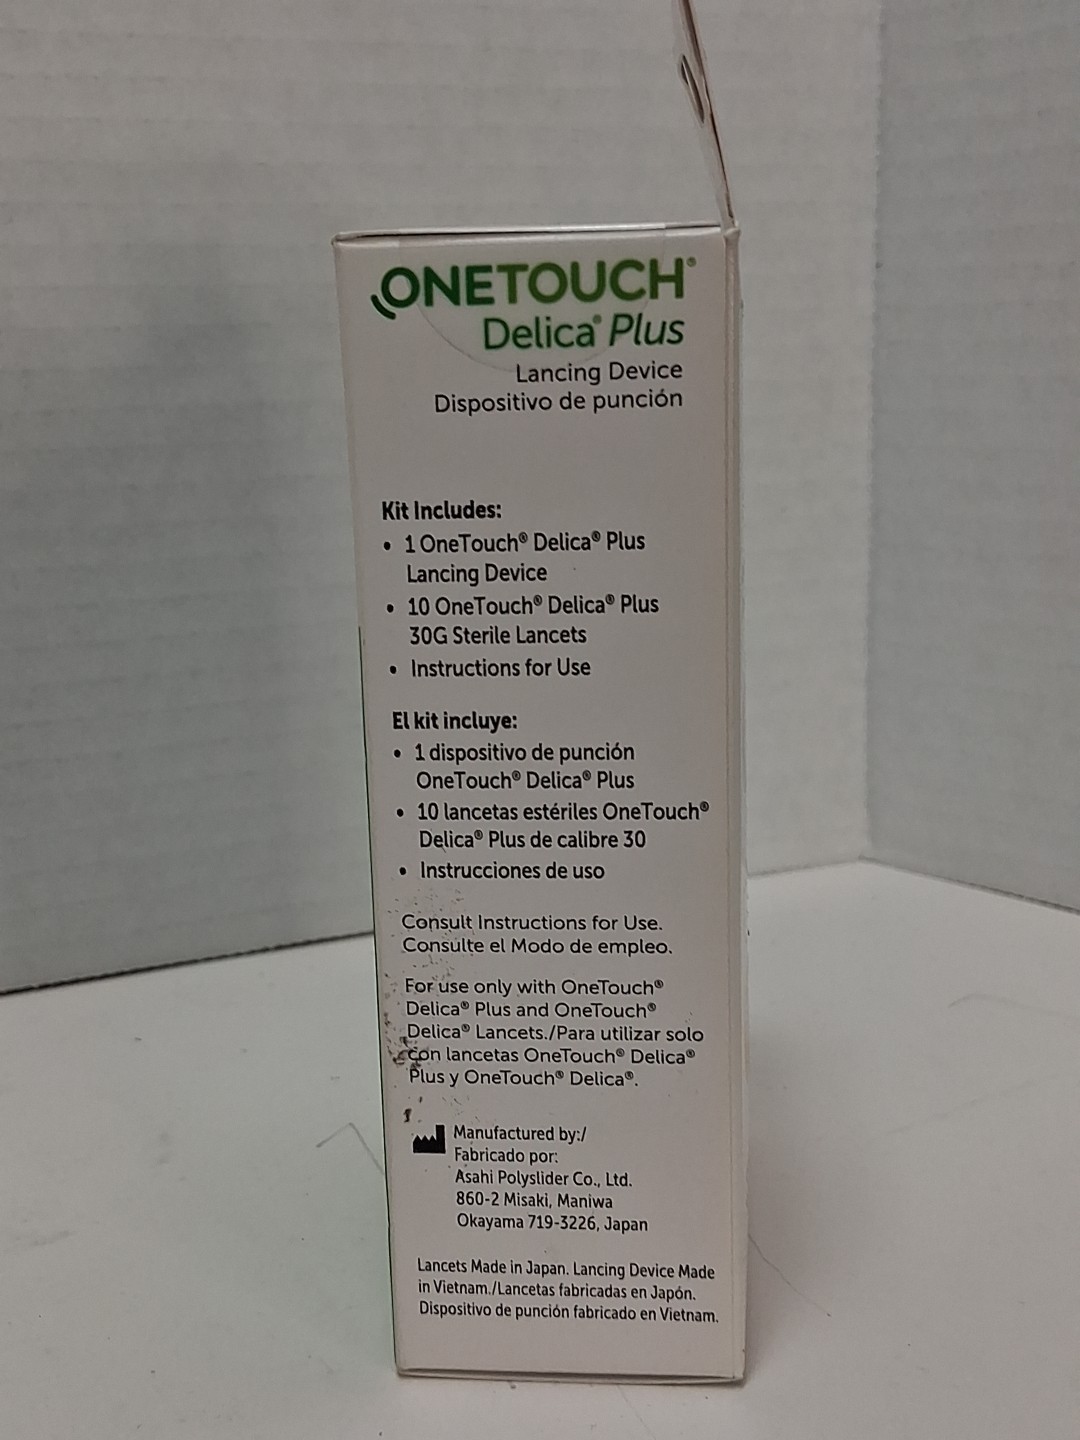 ONETOUCH®
Delica® Plus
Lancing Device
Dispositivo de punción
Kit Includes:
• 1 OneTouch® Delica® Plus
Lancing Device
• 10 OneTouch® Delica® Plus
30G Sterile Lancets
• Instructions for Use
El kit incluye:
• 1 dispositivo de punción
OneTouch® Delica® Plus
• 10 lancetas estériles OneTouch®
Delica® Plus de calibre 30
• Instrucciones de uso
Consult Instructions for Use.
Consulte el Modo de empleo.
For use only with OneTouch®
Delica® Plus and OneTouch®
Delica® Lancets./Para utilizar solo
con lancetas OneTouch® Delica®
Plus y OneTouch® Delica®.
Manufactured by:/
Fabricado por:
Asahi Polyslider Co., Ltd.
860-2 Misaki, Maniwa
Okayama 719-3226, Japan
Lancets Made in Japan. Lancing Device Made
in Vietnam./Lancetas fabricadas en Japón.
Dispositivo de punción fabricado en Vietnam.